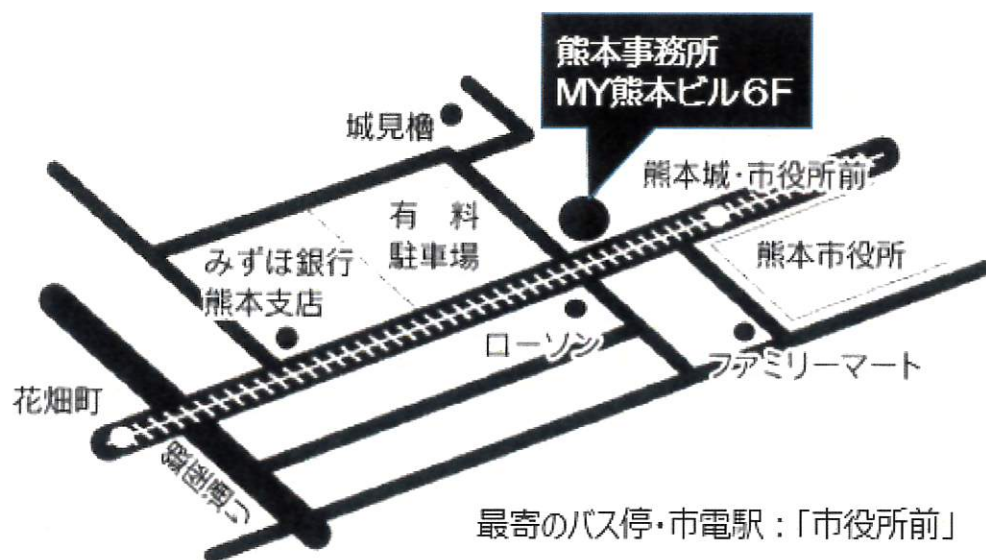 熊本事務所
MY熊本ビル6F
城見櫓
熊本城・市役所前
有 料
駐車場
みずほ銀行
熊本支店
熊本市役所
ローソン
ファミリーマート
花畑町
銀座通り
最寄のバス停・市電駅:「市役所前」